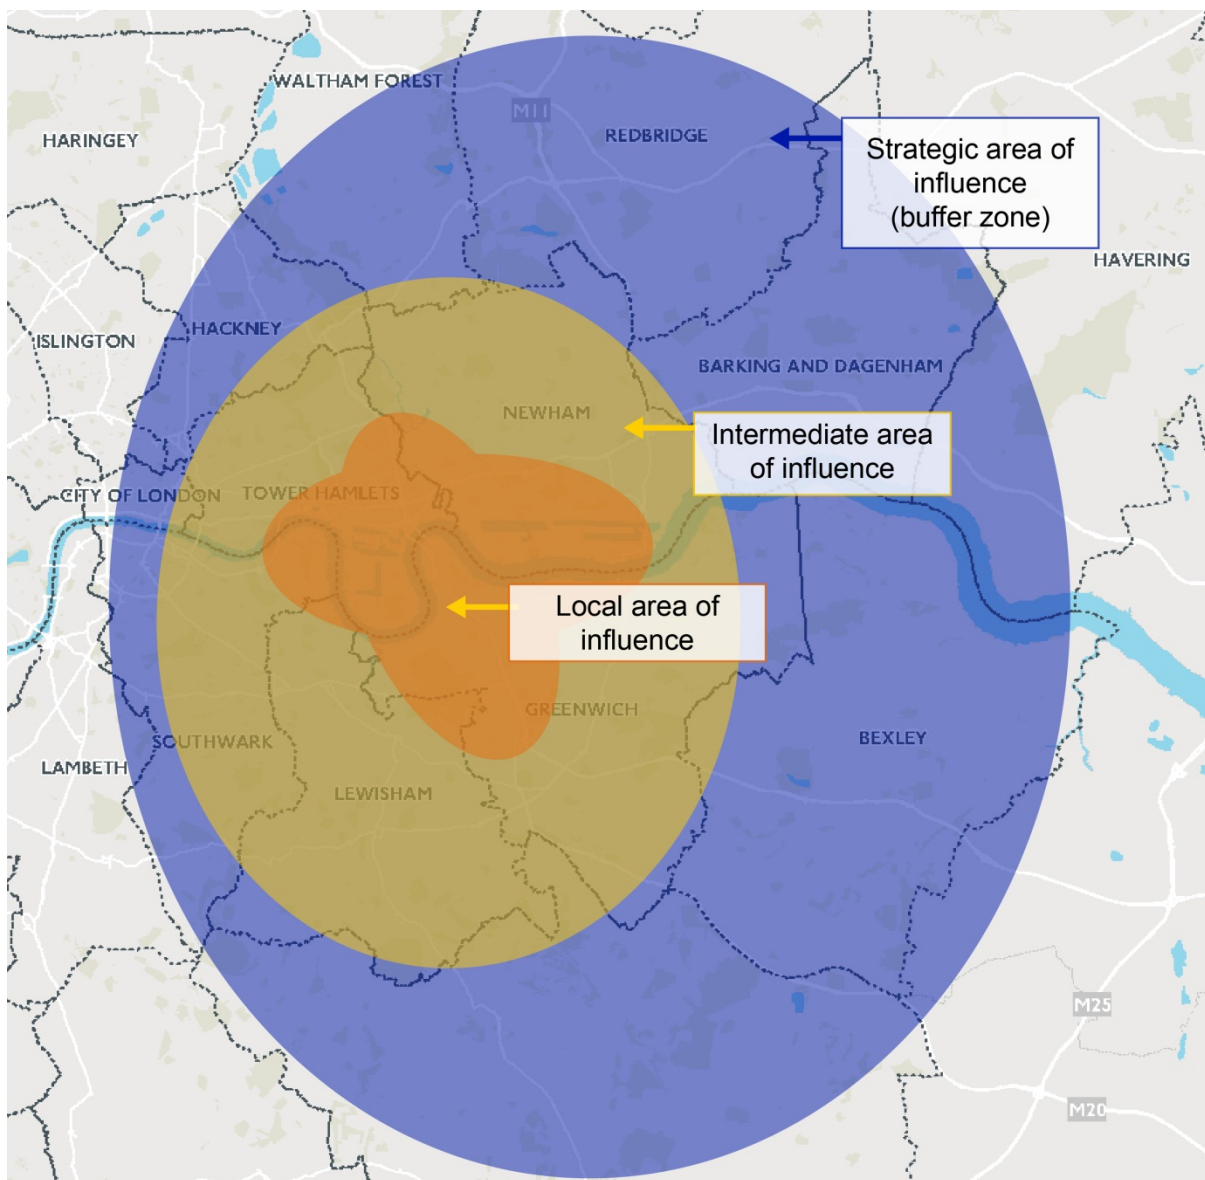 WALTHAM FOREST
M11
REDBRIDGE
HARINGEY
Strategic area of
influence
(buffer zone)
HAVERING
HACKNEY
ISLINGTON
BARKING AND DAGENHAM
NEWHAM
Intermediate area
of influence
CITY OF LONDON
TOWER HAMLETS
Local area of
influence
GREENWICH
SOUTHWARK
BEXLEY
LAMBETH
LEWISHAM
M25
M20